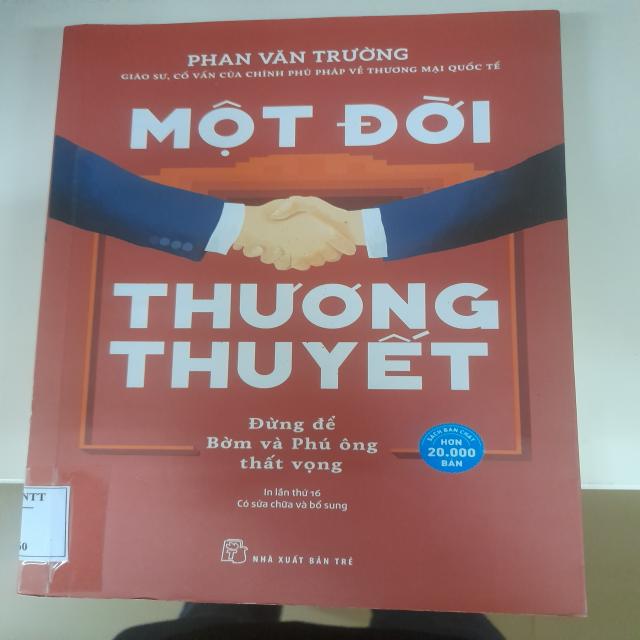 PHAN VĂN TRƯỜNG
GIÁO SƯ, CỐ VẤN CỦA CHÍNH PHỦ PHÁP VỀ THƯƠNG MẠI QUỐC TẾ
MỘT ĐỜI
THƯƠNG
THUYẾT
Đừng để
Bờm và Phú ông
thất vọng
SÁCH BÁN CHẠY
HƠN
20.000
BẢN
In lần thứ 16
Có sửa chữa và bổ sung
NHÀ XUẤT BẢN TRẺ
NTT